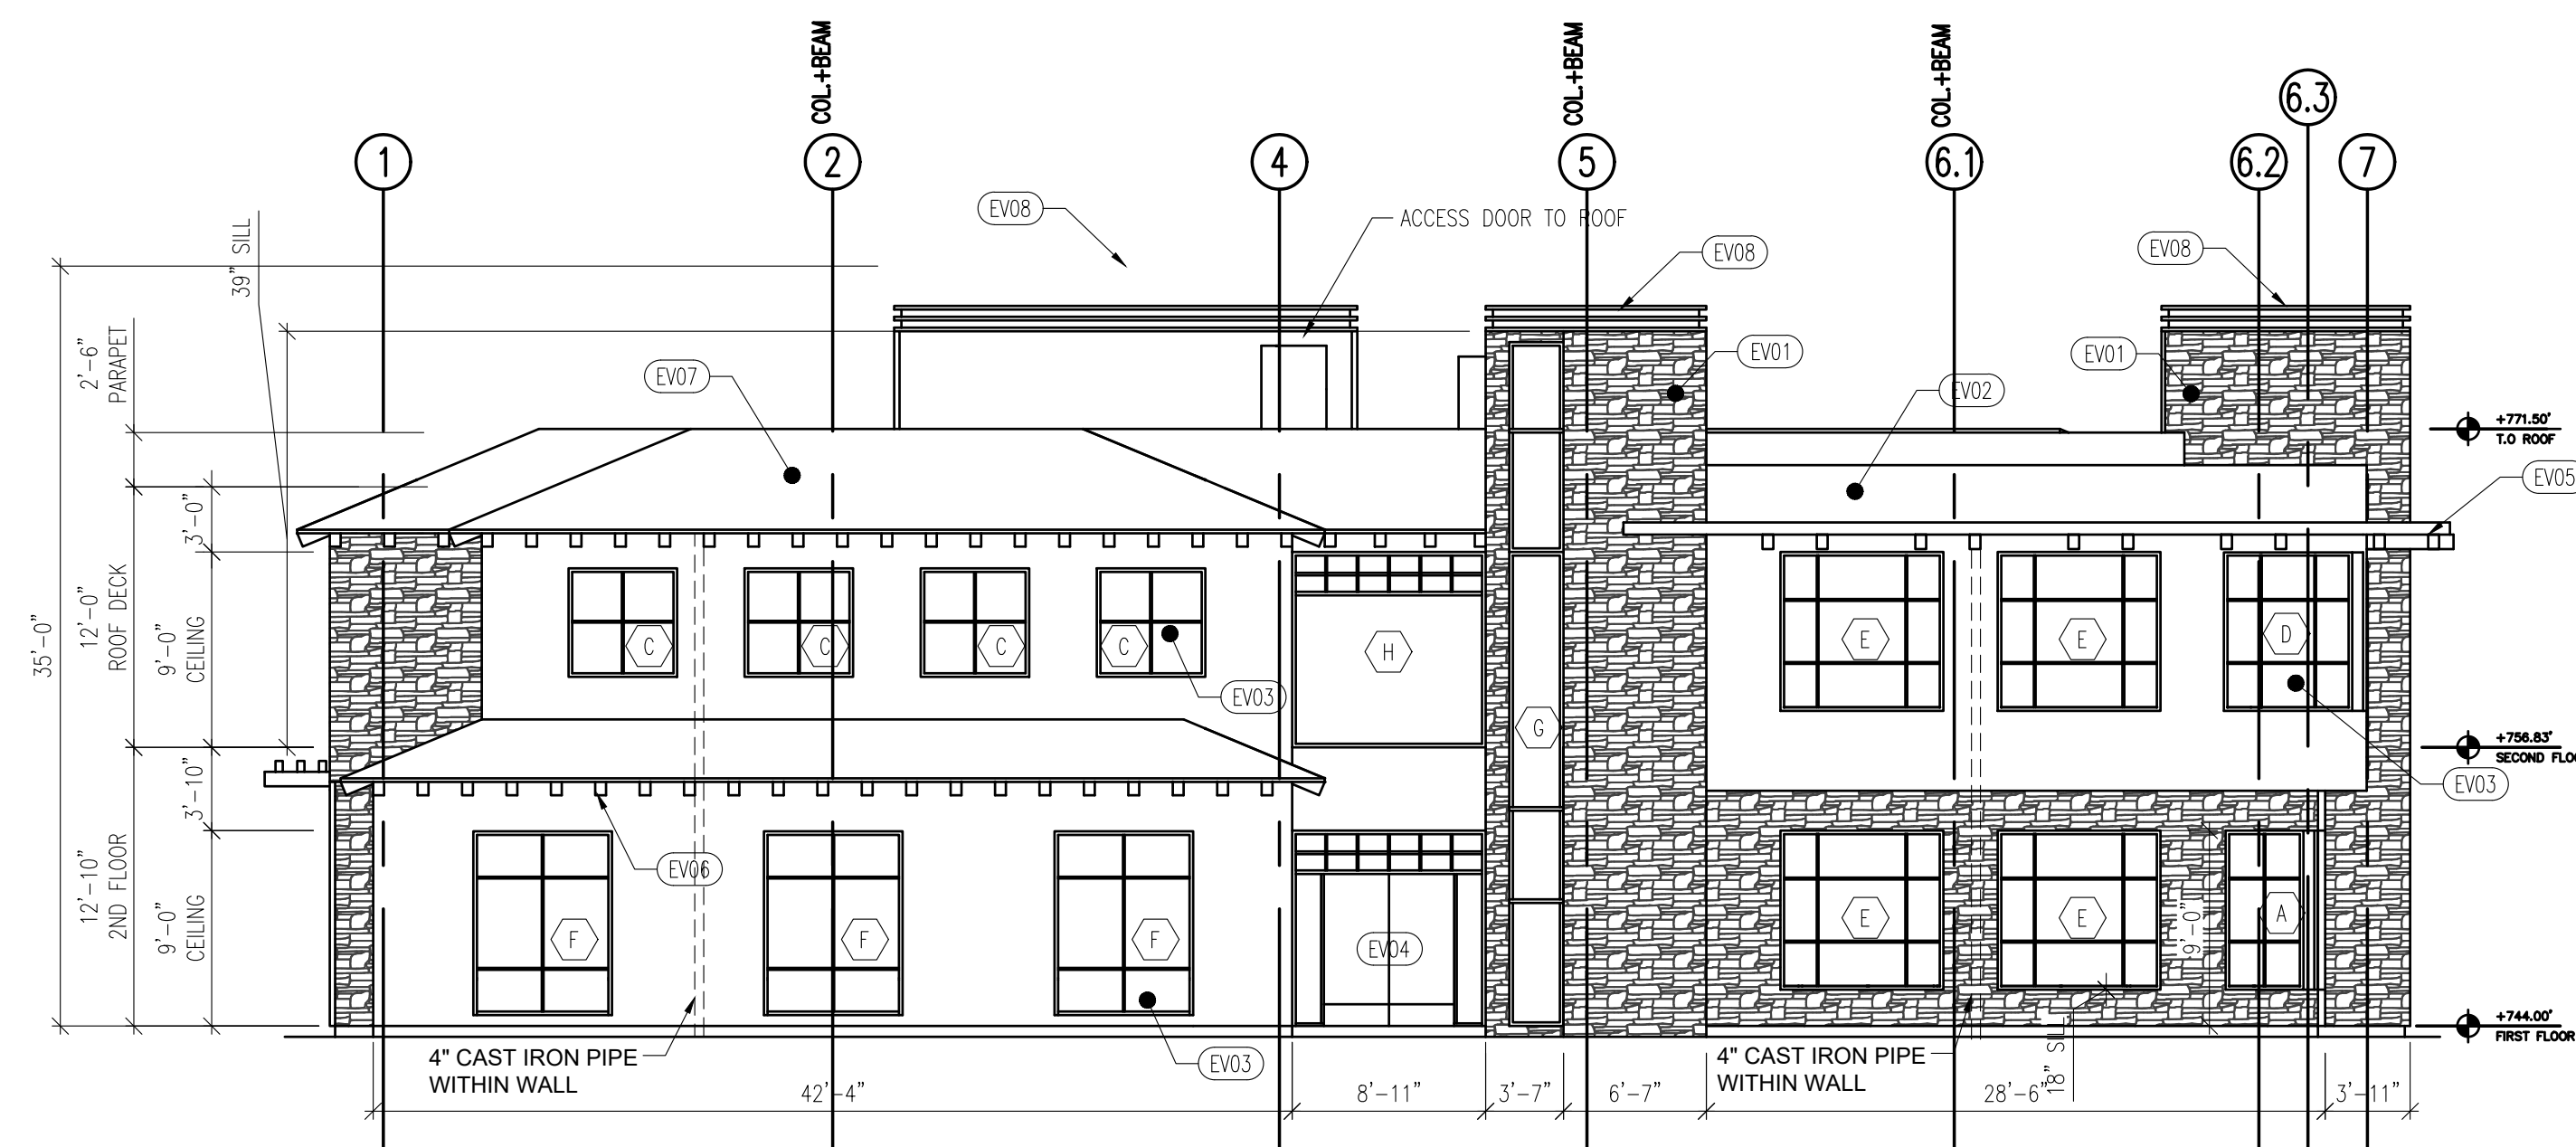 COL.+BEAM
COL.+BEAM
COL.+BEAM
6.3
1
2
4
5
6.1
6.2
7
EV08
ACCESS DOOR TO ROOF
EV08
EV08
39" SILL
2'-6"
PARAPET
EV07
EV01
EV01
EV02
+771.50'
T.O ROOF
EV05
35'-0"
12'-0"
ROOF DECK
3'-0"
9'-0"
CEILING
C
C
C
C
H
E
E
D
EV03
G
+756.83'
SECOND FLOO
EV03
3'-10"
12'-10"
2ND FLOOR
9'-0"
CEILING
EV06
F
F
F
EV04
E
E
9'-0"
A
+744.00'
FIRST FLOOR
4" CAST IRON PIPE
WITHIN WALL
EV03
4" CAST IRON PIPE
WITHIN WALL
18" SILL
42'-4"
8'-11"
3'-7"
6'-7"
28'-6"
3'-11"